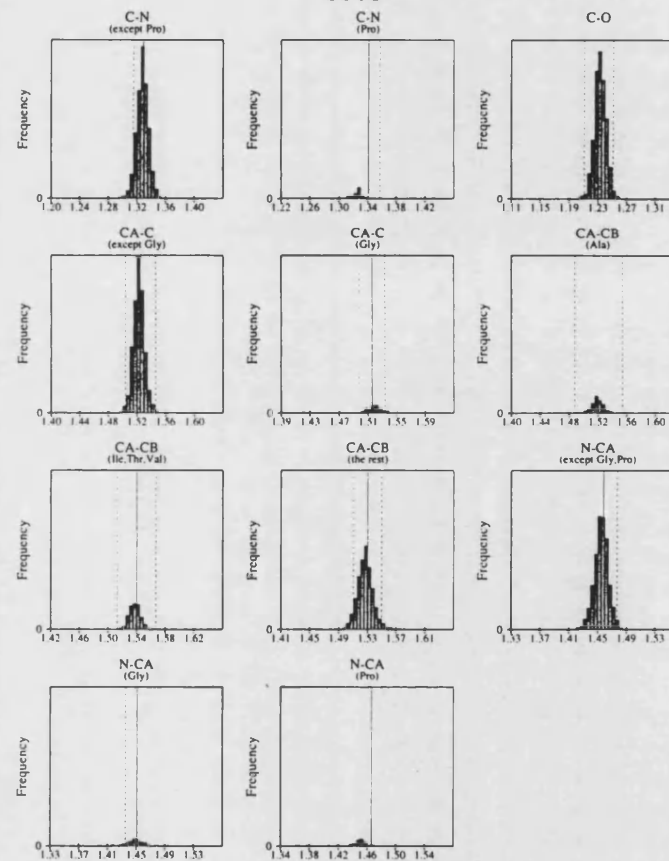 C-N
(except Pro)
Frequency
0
1.20 1.24 1.28 1.32 1.36 1.40
C-N
(Pro)
Frequency
0
1.22 1.26 1.30 1.34 1.38 1.42
C-O
Frequency
0
1.11 1.15 1.19 1.23 1.27 1.31
CA-C
(except Gly)
Frequency
0
1.40 1.44 1.48 1.52 1.56 1.60
CA-C
(Gly)
Frequency
0
1.39 1.43 1.47 1.51 1.55 1.59
CA-CB
(Ala)
Frequency
0
1.40 1.44 1.48 1.52 1.56 1.60
CA-CB
(Ile,Thr,Val)
Frequency
0
1.42 1.46 1.50 1.54 1.58 1.62
CA-CB
(the rest)
Frequency
0
1.41 1.45 1.49 1.53 1.57 1.61
N-CA
(except Gly,Pro)
Frequency
0
1.33 1.37 1.41 1.45 1.49 1.53
N-CA
(Gly)
Frequency
0
1.33 1.37 1.41 1.45 1.49 1.53
N-CA
(Pro)
Frequency
0
1.34 1.38 1.42 1.46 1.50 1.54